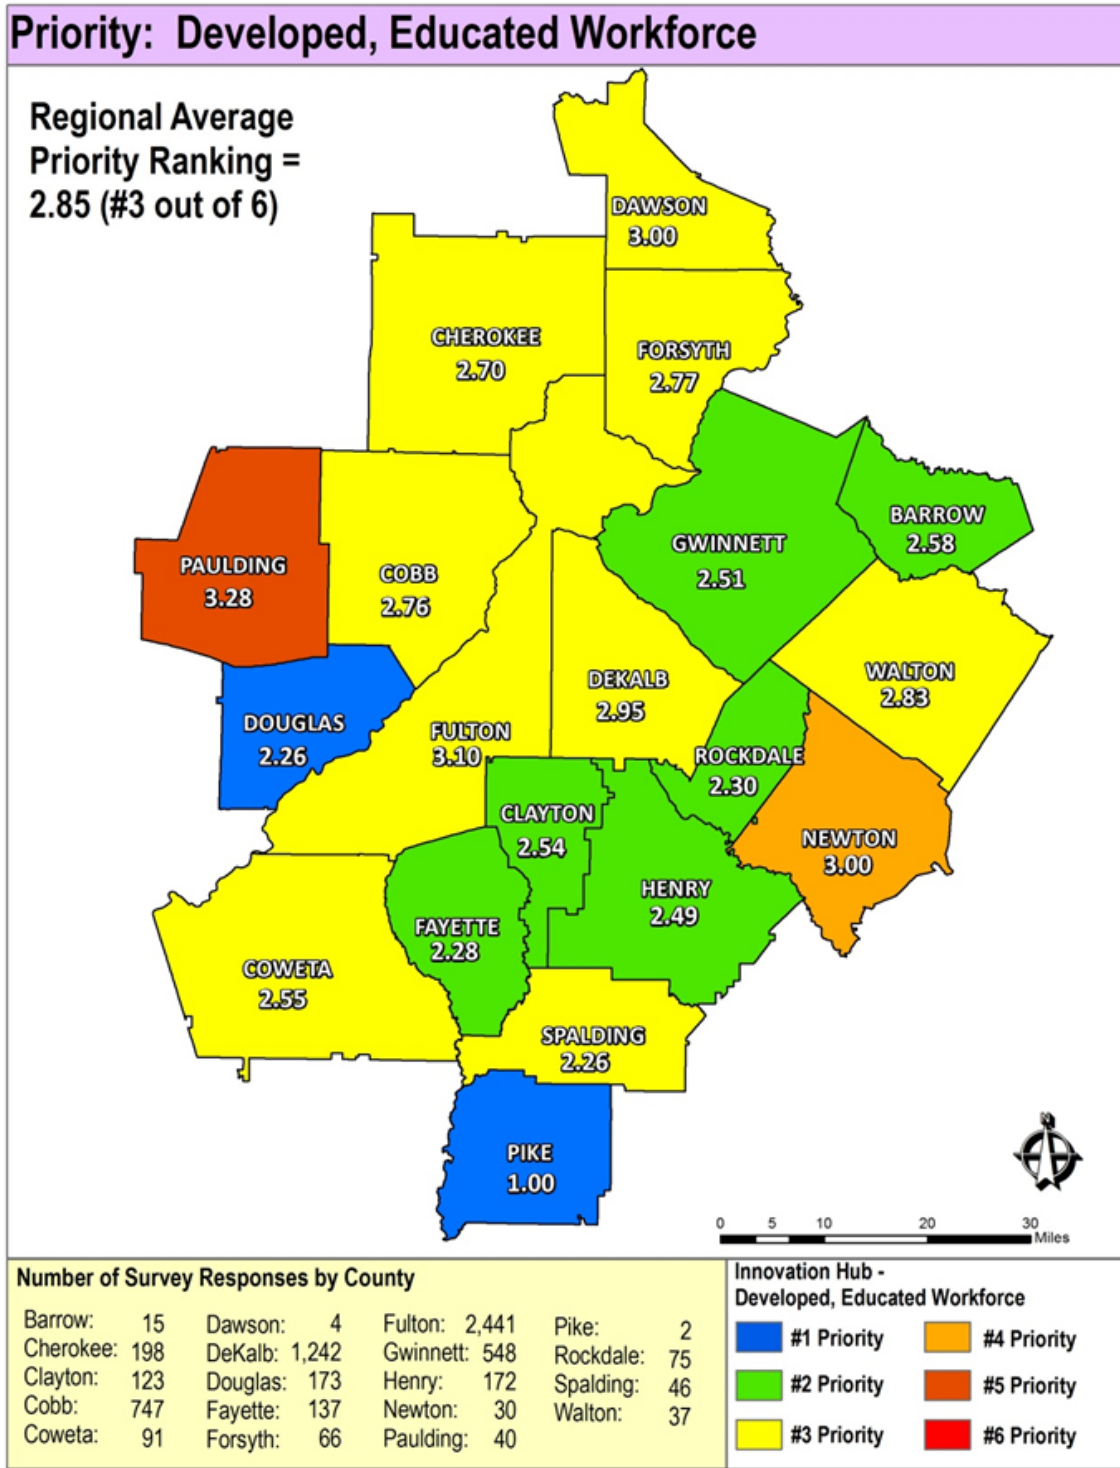 Priority: Developed, Educated Workforce
Regional Average
Priority Ranking =
2.85 (#3 out of 6)
DAWSON
3.00
CHEROKEE
2.70
FORSYTH
2.77
BARROW
2.58
GWINNETT
2.51
PAULDING
3.28
COBB
2.76
WALTON
2.83
DEKALB
2.95
DOUGLAS
2.26
FULTON
3.10
ROCKDALE
2.30
CLAYTON
2.54
NEWTON
3.00
HENRY
2.49
FAYETTE
2.28
COWETA
2.55
SPALDING
2.26
PIKE
1.00
N
0 5 10 20 30
Miles
Number of Survey Responses by County
Barrow: 15 Dawson: 4 Fulton: 2,441 Pike: 2
Cherokee: 198 DeKalb: 1,242 Gwinnett: 548 Rockdale: 75
Clayton: 123 Douglas: 173 Henry: 172 Spalding: 46
Cobb: 747 Fayette: 137 Newton: 30 Walton: 37
Coweta: 91 Forsyth: 66 Paulding: 40
Innovation Hub -
Developed, Educated Workforce
#1 Priority #4 Priority
#2 Priority #5 Priority
#3 Priority #6 Priority